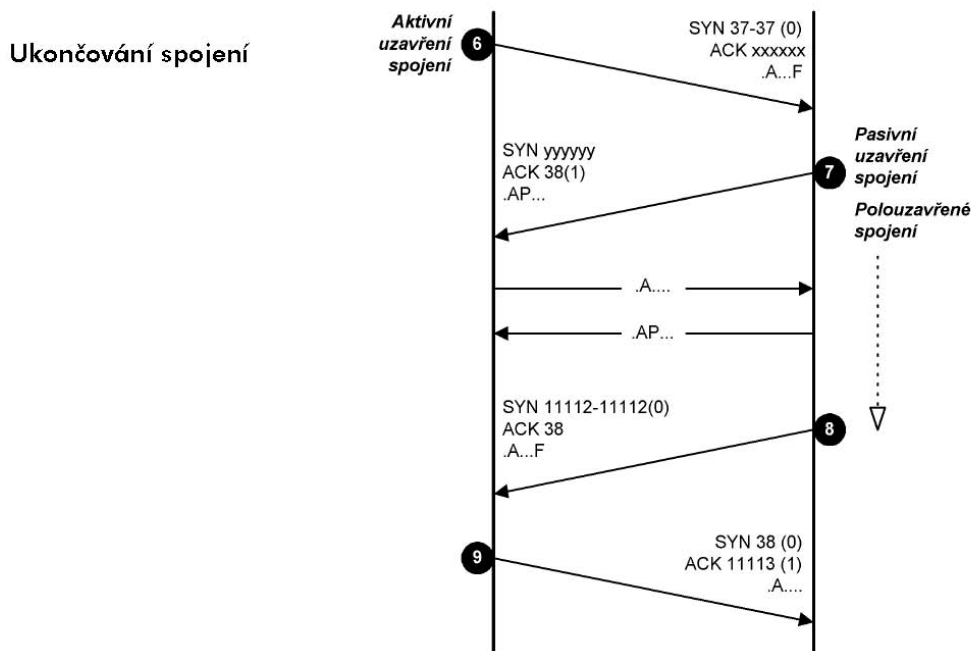 Ukončování spojení
Aktivní
uzavření
spojení
6
SYN 37-37 (0)
ACK xxxxxx
.A...F
SYN yyyyyy
ACK 38(1)
.AP...
7
Pasivní
uzavření
spojení
Polouzavřené
spojení
.A....
.AP...
SYN 11112-11112(0)
ACK 38
.A...F
8
9
SYN 38 (0)
ACK 11113 (1)
.A....